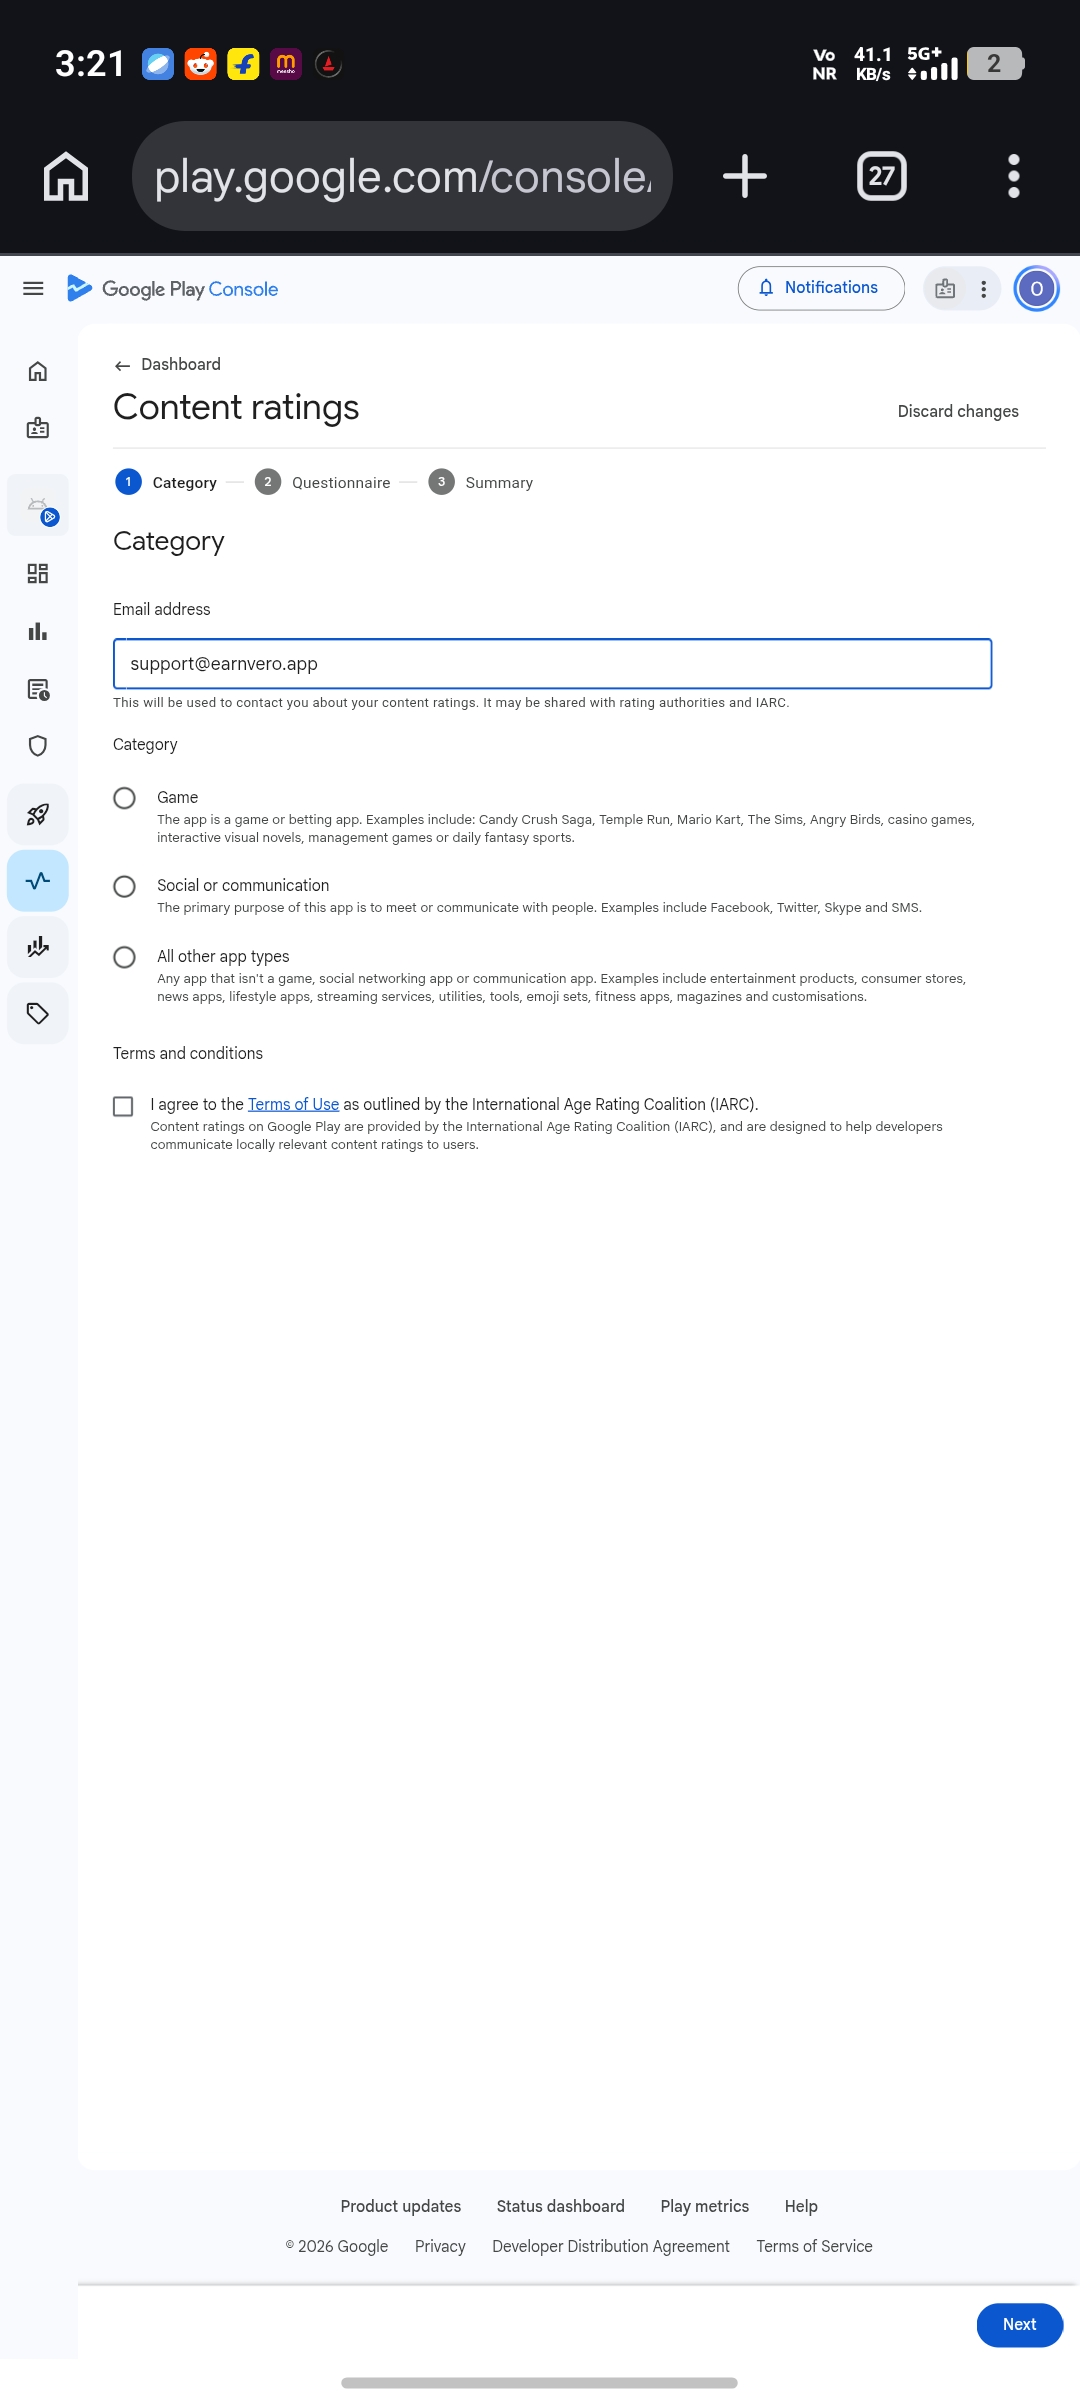 3:21
Vo NR 41.1 KB/s 5G+ 2
play.google.com/console/
27
Google Play Console
Notifications
O
Dashboard
Content ratings
Discard changes
1 Category 2 Questionnaire 3 Summary
Category
Email address
support@earnvero.app
This will be used to contact you about your content ratings. It may be shared with rating authorities and IARC.
Category
Game
The app is a game or betting app. Examples include: Candy Crush Saga, Temple Run, Mario Kart, The Sims, Angry Birds, casino games,
interactive visual novels, management games or daily fantasy sports.
Social or communication
The primary purpose of this app is to meet or communicate with people. Examples include Facebook, Twitter, Skype and SMS.
All other app types
Any app that isn't a game, social networking app or communication app. Examples include entertainment products, consumer stores,
news apps, lifestyle apps, streaming services, utilities, tools, emoji sets, fitness apps, magazines and customisations.
Terms and conditions
I agree to the Terms of Use as outlined by the International Age Rating Coalition (IARC).
Content ratings on Google Play are provided by the International Age Rating Coalition (IARC), and are designed to help developers
communicate locally relevant content ratings to users.
Product updates Status dashboard Play metrics Help
© 2026 Google Privacy Developer Distribution Agreement Terms of Service
Next